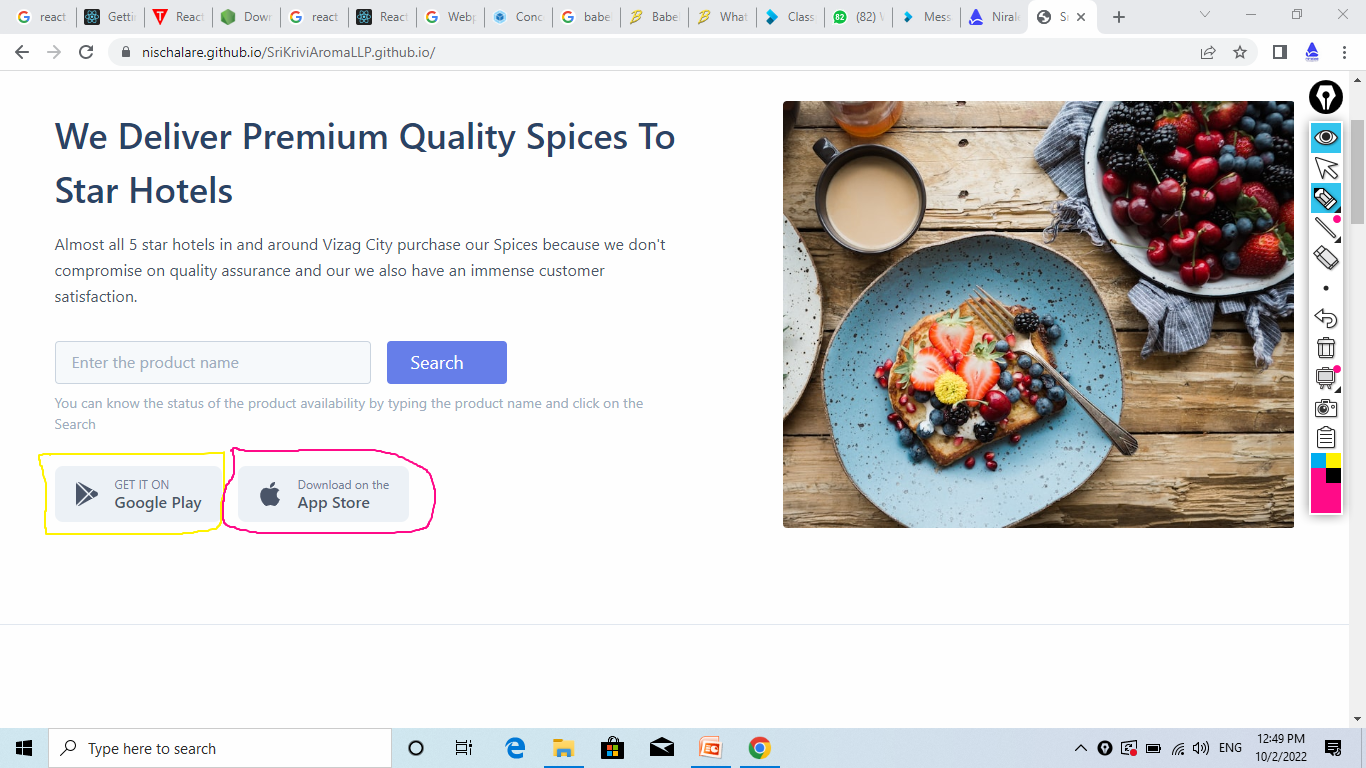 react
Gettin
React
Down
react
React
Webp
Conc
babel
Babel
What
Class
(82) W
Mess
Nirale
Sr
nischalare.github.io/SriKriviAromaLLP.github.io/
We Deliver Premium Quality Spices To
Star Hotels
Almost all 5 star hotels in and around Vizag City purchase our Spices because we don't
compromise on quality assurance and our we also have an immense customer
satisfaction.
Enter the product name
Search
You can know the status of the product availability by typing the product name and click on the
Search
GET IT ON
Google Play
Download on the
App Store
Type here to search
ENG
12:49 PM
10/2/2022